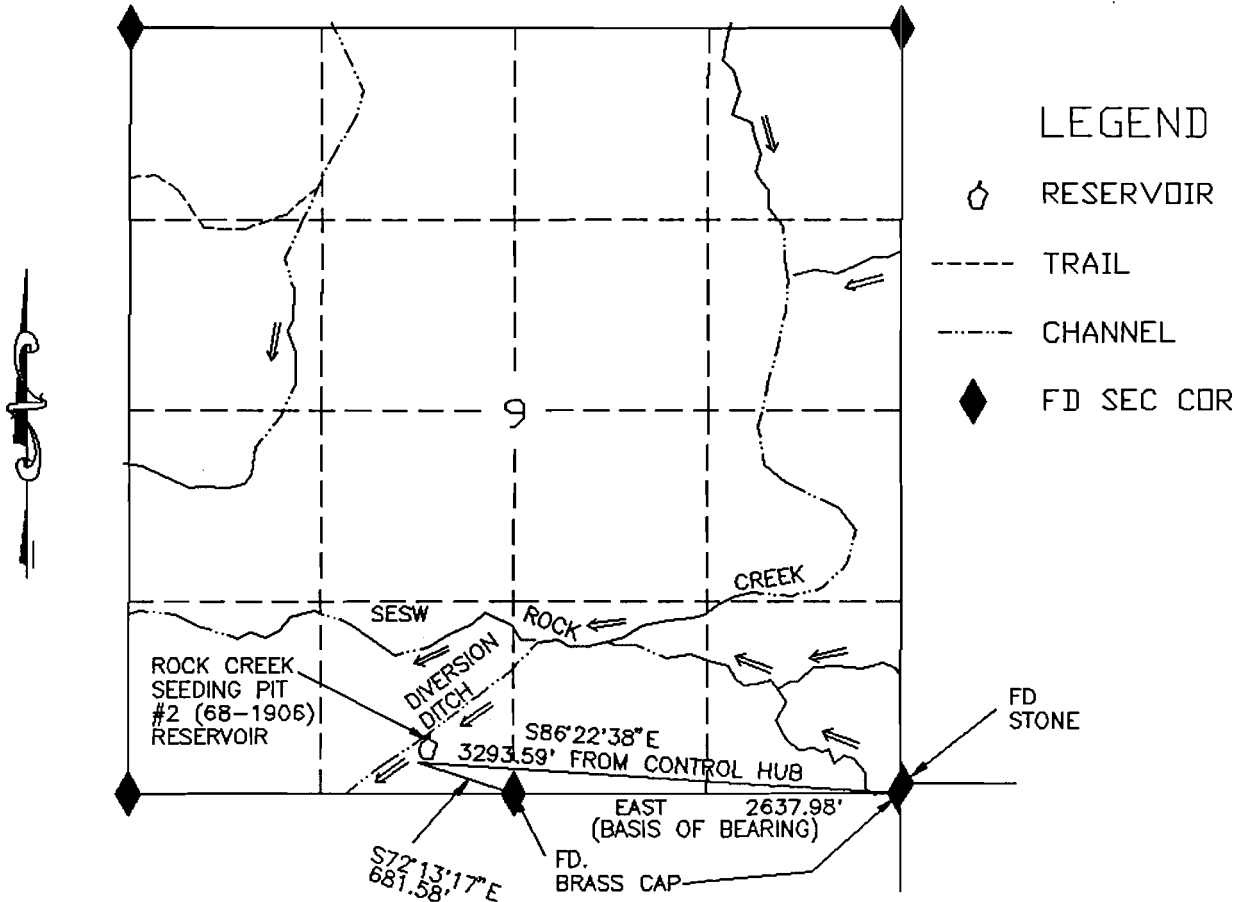 LEGEND
RESERVOIR
TRAIL
CHANNEL
FD SEC COR
9
CREEK
ROCK
SESW
DIVERSION
DITCH
ROCK CREEK
SEEDING PIT
#2 (68-1906)
RESERVOIR
S86°22'38"E
3293.59' FROM CONTROL HUB
EAST 2637.98'
(BASIS OF BEARING)
FD
STONE
S72°13'17"E
681.58'
FD.
BRASS CAP